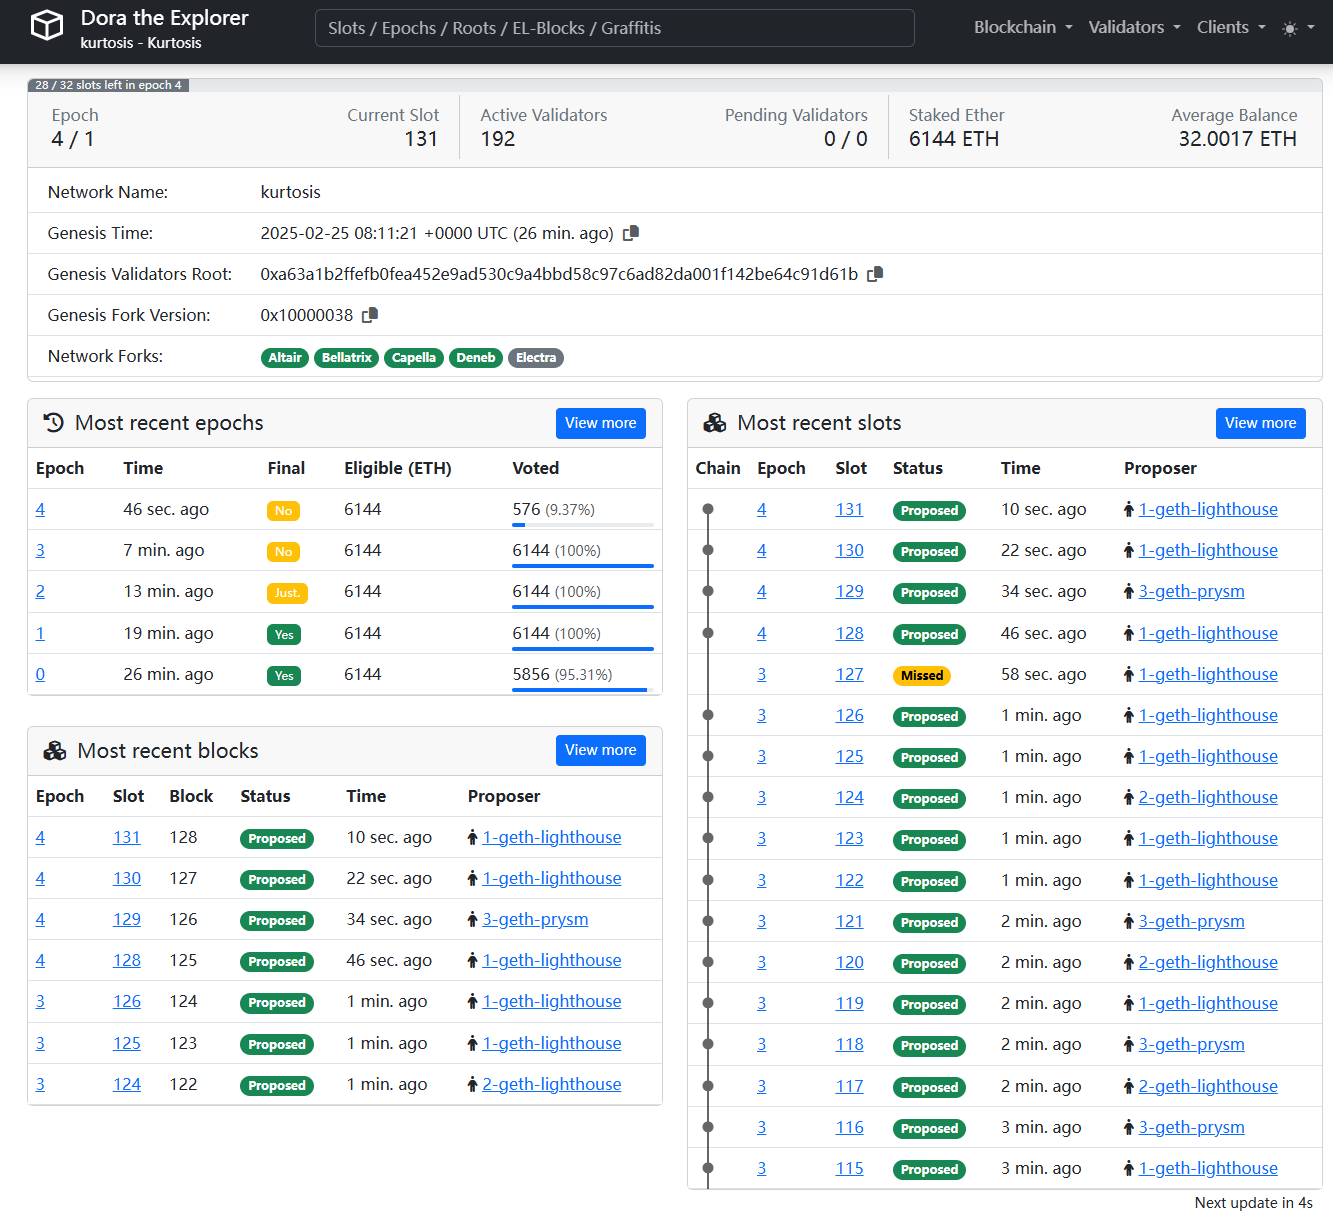 Dora the Explorer
kurtosis - Kurtosis
Slots / Epochs / Roots / EL-Blocks / Graffitis
Blockchain Validators Clients
28 / 32 slots left in epoch 4
Epoch Current Slot Active Validators Pending Validators Staked Ether Average Balance
4 / 1 131 192 0 / 0 6144 ETH 32.0017 ETH
Network Name: kurtosis
Genesis Time: 2025-02-25 08:11:21 +0000 UTC (26 min. ago)
Genesis Validators Root: 0xa63a1b2ffefb0fea452e9ad530c9a4bbd58c97c6ad82da001f142be64c91d61b
Genesis Fork Version: 0x10000038
Network Forks: Altair Bellatrix Capella Deneb Electra
Most recent epochs View more
Epoch Time Final Eligible (ETH) Voted
4 46 sec. ago No 6144 576 (9.37%)
3 7 min. ago No 6144 6144 (100%)
2 13 min. ago Just. 6144 6144 (100%)
1 19 min. ago Yes 6144 6144 (100%)
0 26 min. ago Yes 6144 5856 (95.31%)
Most recent blocks View more
Epoch Slot Block Status Time Proposer
4 131 128 Proposed 10 sec. ago 1-geth-lighthouse
4 130 127 Proposed 22 sec. ago 1-geth-lighthouse
4 129 126 Proposed 34 sec. ago 3-geth-prysm
4 128 125 Proposed 46 sec. ago 1-geth-lighthouse
3 126 124 Proposed 1 min. ago 1-geth-lighthouse
3 125 123 Proposed 1 min. ago 1-geth-lighthouse
3 124 122 Proposed 1 min. ago 2-geth-lighthouse
Most recent slots View more
Chain Epoch Slot Status Time Proposer
4 131 Proposed 10 sec. ago 1-geth-lighthouse
4 130 Proposed 22 sec. ago 1-geth-lighthouse
4 129 Proposed 34 sec. ago 3-geth-prysm
4 128 Proposed 46 sec. ago 1-geth-lighthouse
3 127 Missed 58 sec. ago 1-geth-lighthouse
3 126 Proposed 1 min. ago 1-geth-lighthouse
3 125 Proposed 1 min. ago 1-geth-lighthouse
3 124 Proposed 1 min. ago 2-geth-lighthouse
3 123 Proposed 1 min. ago 1-geth-lighthouse
3 122 Proposed 1 min. ago 1-geth-lighthouse
3 121 Proposed 2 min. ago 3-geth-prysm
3 120 Proposed 2 min. ago 2-geth-lighthouse
3 119 Proposed 2 min. ago 1-geth-lighthouse
3 118 Proposed 2 min. ago 3-geth-prysm
3 117 Proposed 2 min. ago 2-geth-lighthouse
3 116 Proposed 3 min. ago 3-geth-prysm
3 115 Proposed 3 min. ago 1-geth-lighthouse
Next update in 4s